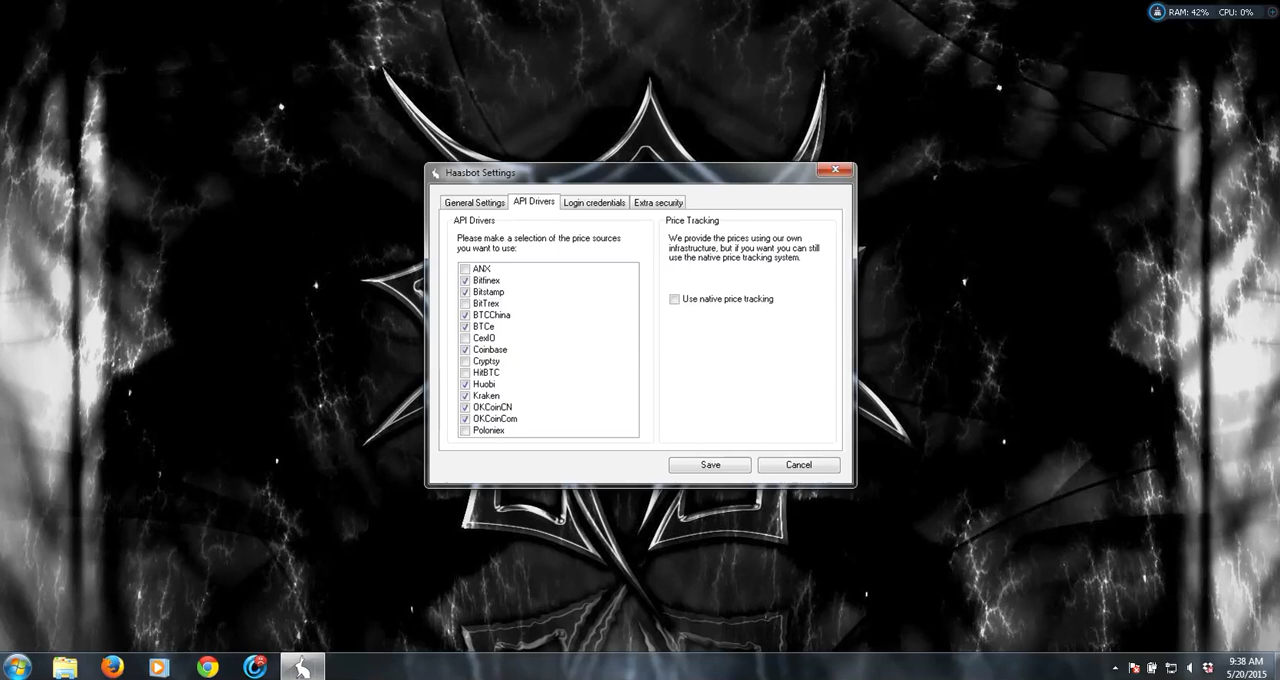 RAM: 42% CPU: 0%
Haasbot Settings
General Settings API Drivers Login credentials Extra security
API Drivers
Please make a selection of the price sources
you want to use:
ANX
Bitfinex
Bitstamp
BitTrex
BTCChina
BTCe
CexIO
Coinbase
Cryptsy
HitBTC
Huobi
Kraken
OKCoinCN
OKCoinCom
Poloniex
Price Tracking
We provide the prices using our own
infrastructure, but if you want you can still
use the native price tracking system.
Use native price tracking
Save Cancel
9:38 AM
5/20/2015